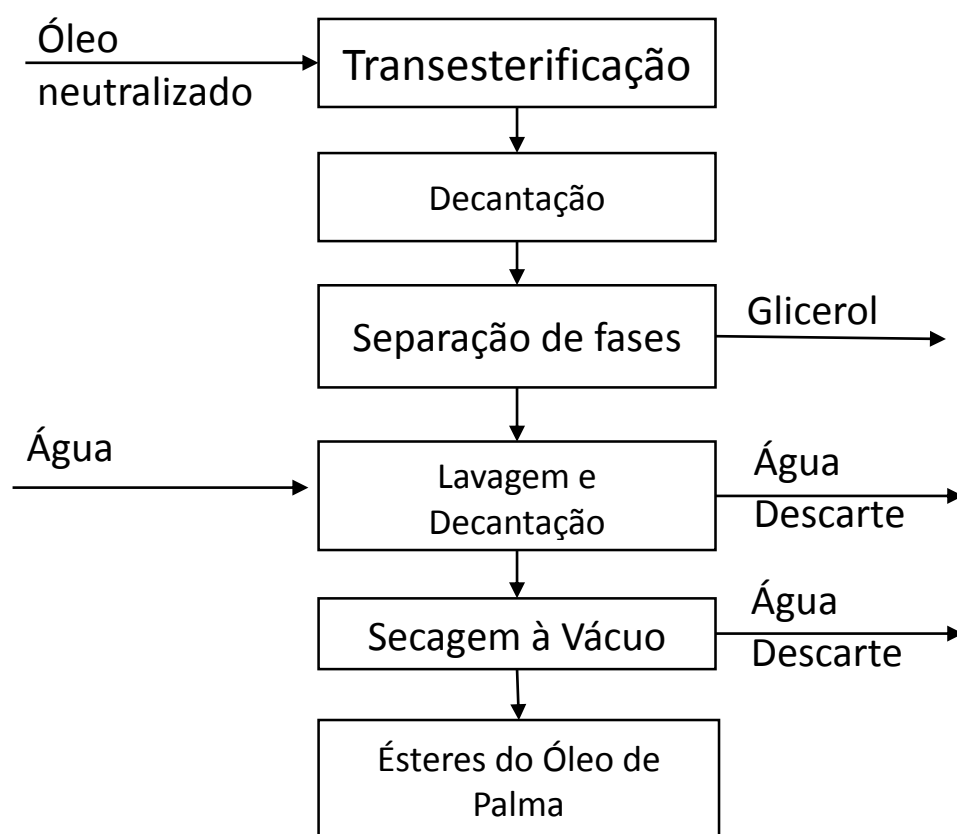 Óleo
neutralizado
Transesterificação
Decantação
Separação de fases
Glicerol
Água
Lavagem e
Decantação
Água
Descarte
Secagem à Vácuo
Água
Descarte
Ésteres do Óleo de
Palma